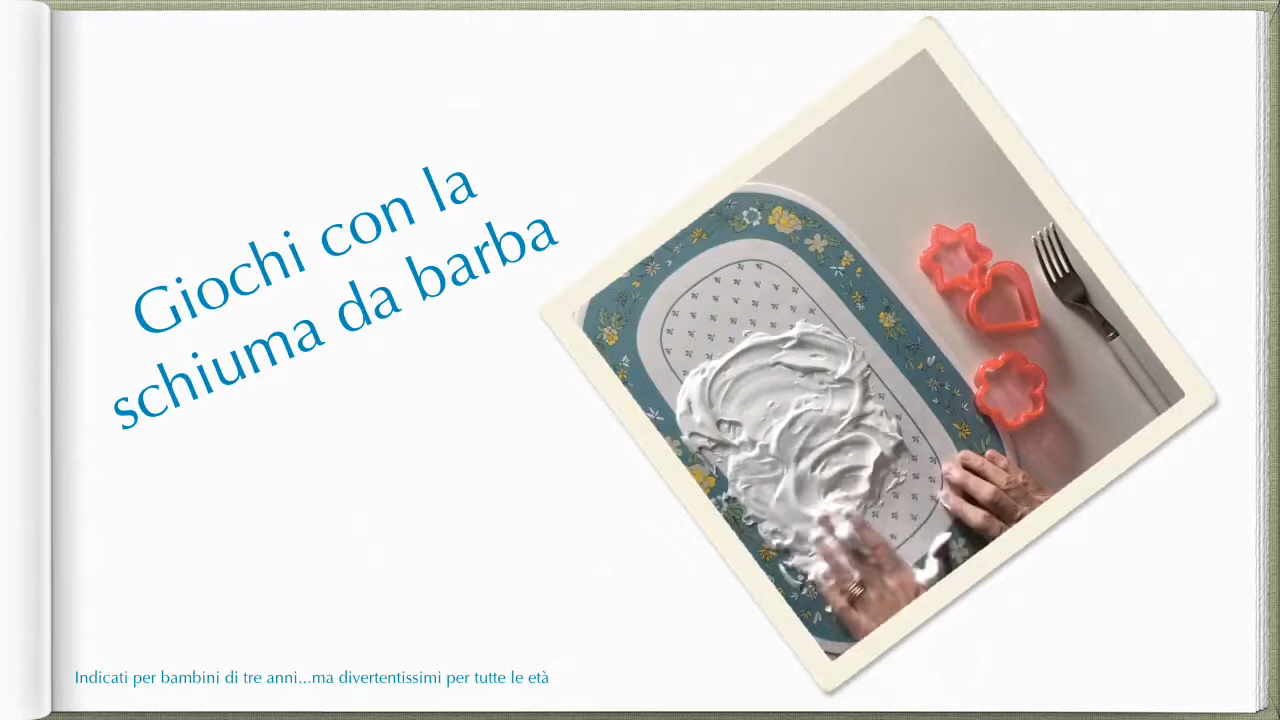 Giochi con la
schiuma da barba
Indicati per bambini di tre anni...ma divertentissimi per tutte le età